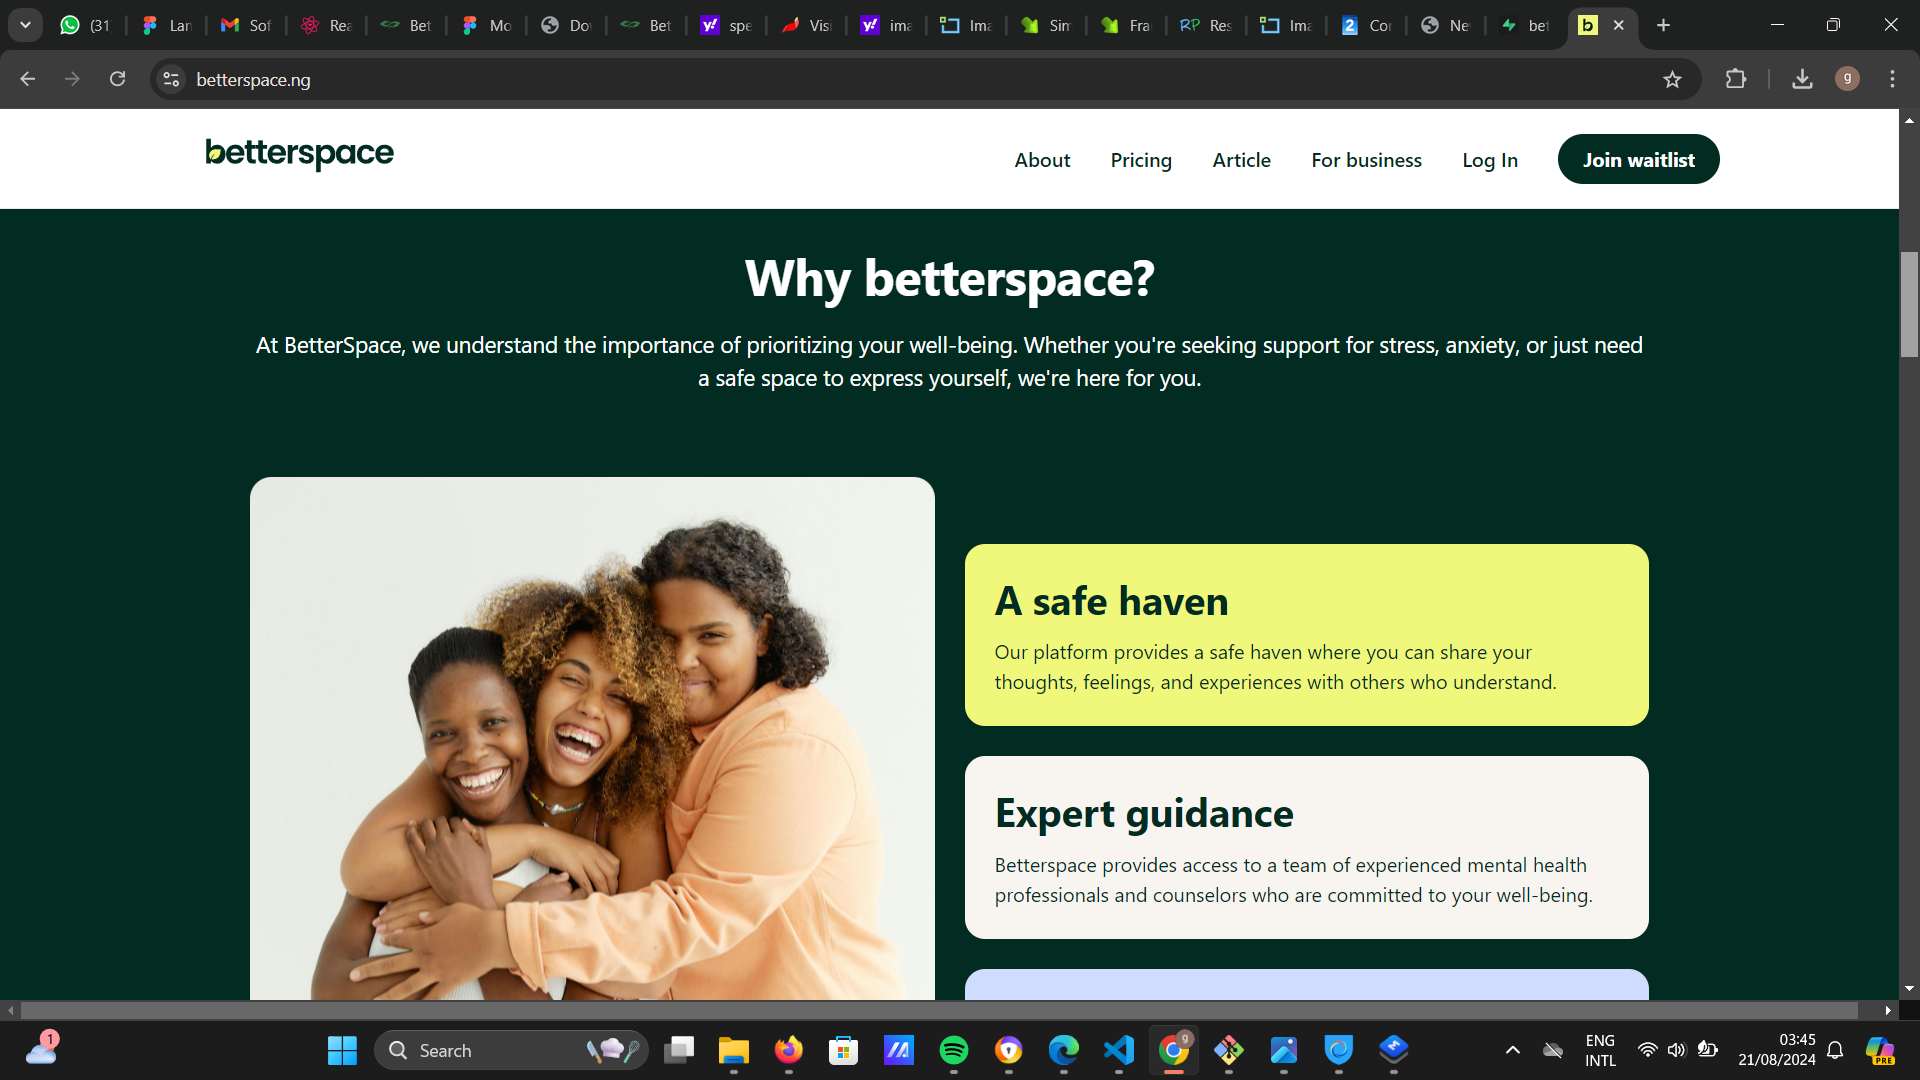 (31
Lan
Sof
Rea
Bet
Mo
Do
Bet
spe
Visi
ima
Ima
Sim
Fra
Res
Ima
Cor
Ne
bet
betterspace.ng
g
betterspace
About
Pricing
Article
For business
Log In
Join waitlist
Why betterspace?
At BetterSpace, we understand the importance of prioritizing your well-being. Whether you're seeking support for stress, anxiety, or just need
a safe space to express yourself, we're here for you.
A safe haven
Our platform provides a safe haven where you can share your
thoughts, feelings, and experiences with others who understand.
Expert guidance
Betterspace provides access to a team of experienced mental health
professionals and counselors who are committed to your well-being.
1
Search
g
ENG
INTL
03:45
21/08/2024
PRE